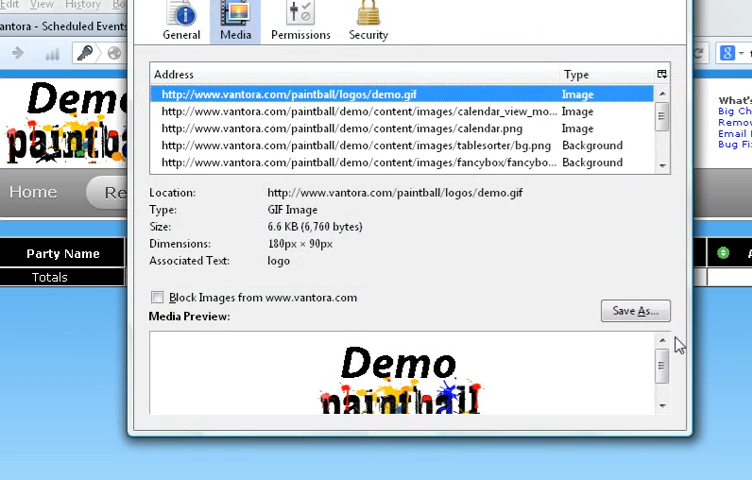 Edit View History Bo
ntora - Scheduled Events
General Media Permissions Security
Address Type
http://www.vantora.com/paintball/logos/demo.gif Image
http://www.vantora.com/paintball/demo/content/images/calendar_view_mo... Image
http://www.vantora.com/paintball/demo/content/images/calendar.png Image
http://www.vantora.com/paintball/demo/content/images/tablesorter/bg.png Background
http://www.vantora.com/paintball/demo/content/images/fancybox/fancybo... Background
Demo
paintba
What's
Big Ch
Remov
Email
Bug Fi
Home Re
Location: http://www.vantora.com/paintball/logos/demo.gif
Type: GIF Image
Size: 6.6 KB (6,760 bytes)
Dimensions: 180px × 90px
Associated Text: logo
Party Name A
Totals
Block Images from www.vantora.com
Save As...
Media Preview:
Demo
paintball